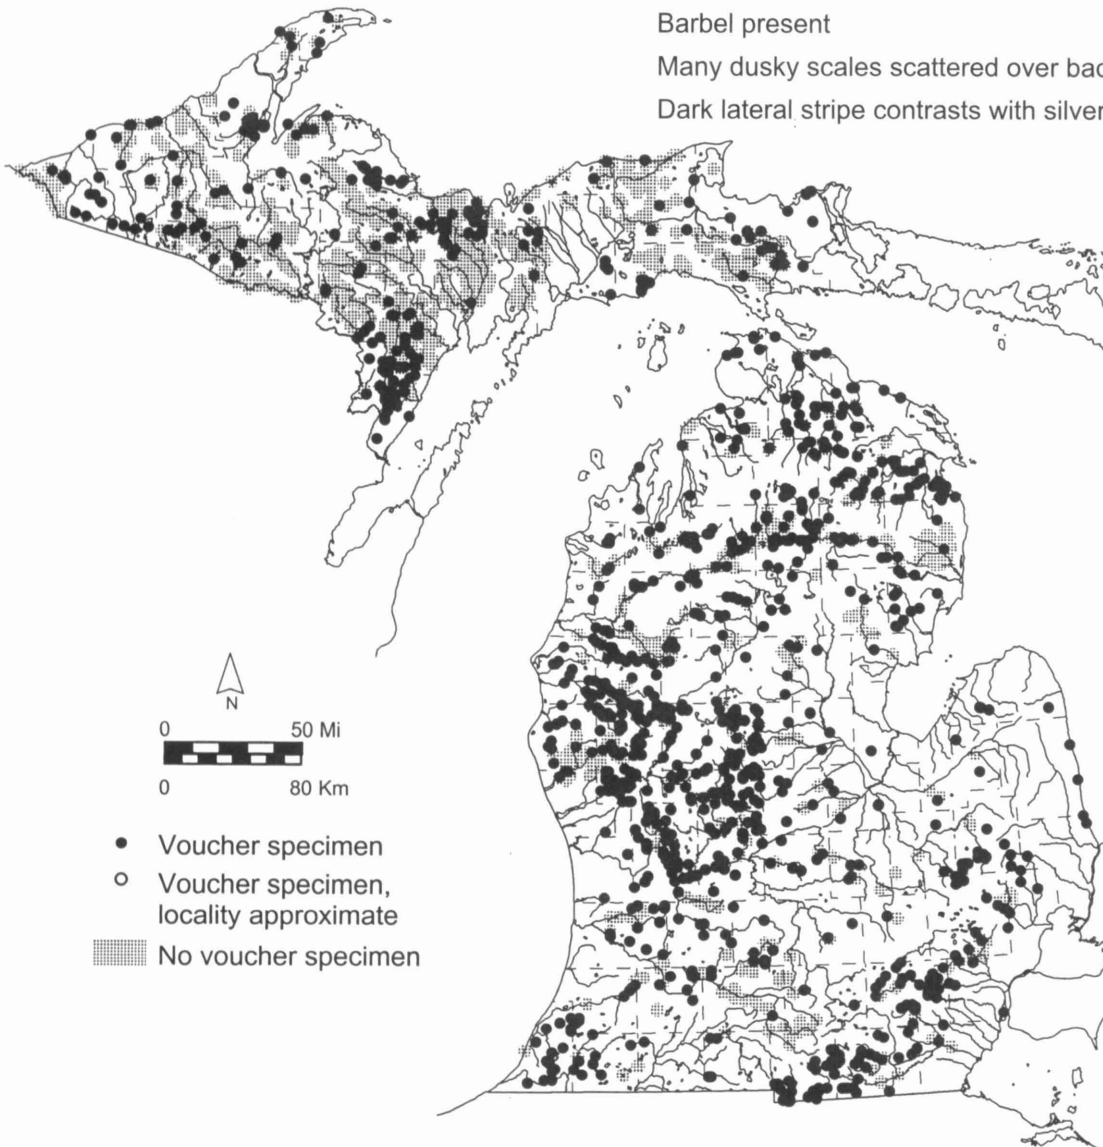 Barbel present
Many dusky scales scattered over bac
Dark lateral stripe contrasts with silver
N
0 50 Mi
0 80 Km
Voucher specimen
Voucher specimen,
locality approximate
No voucher specimen